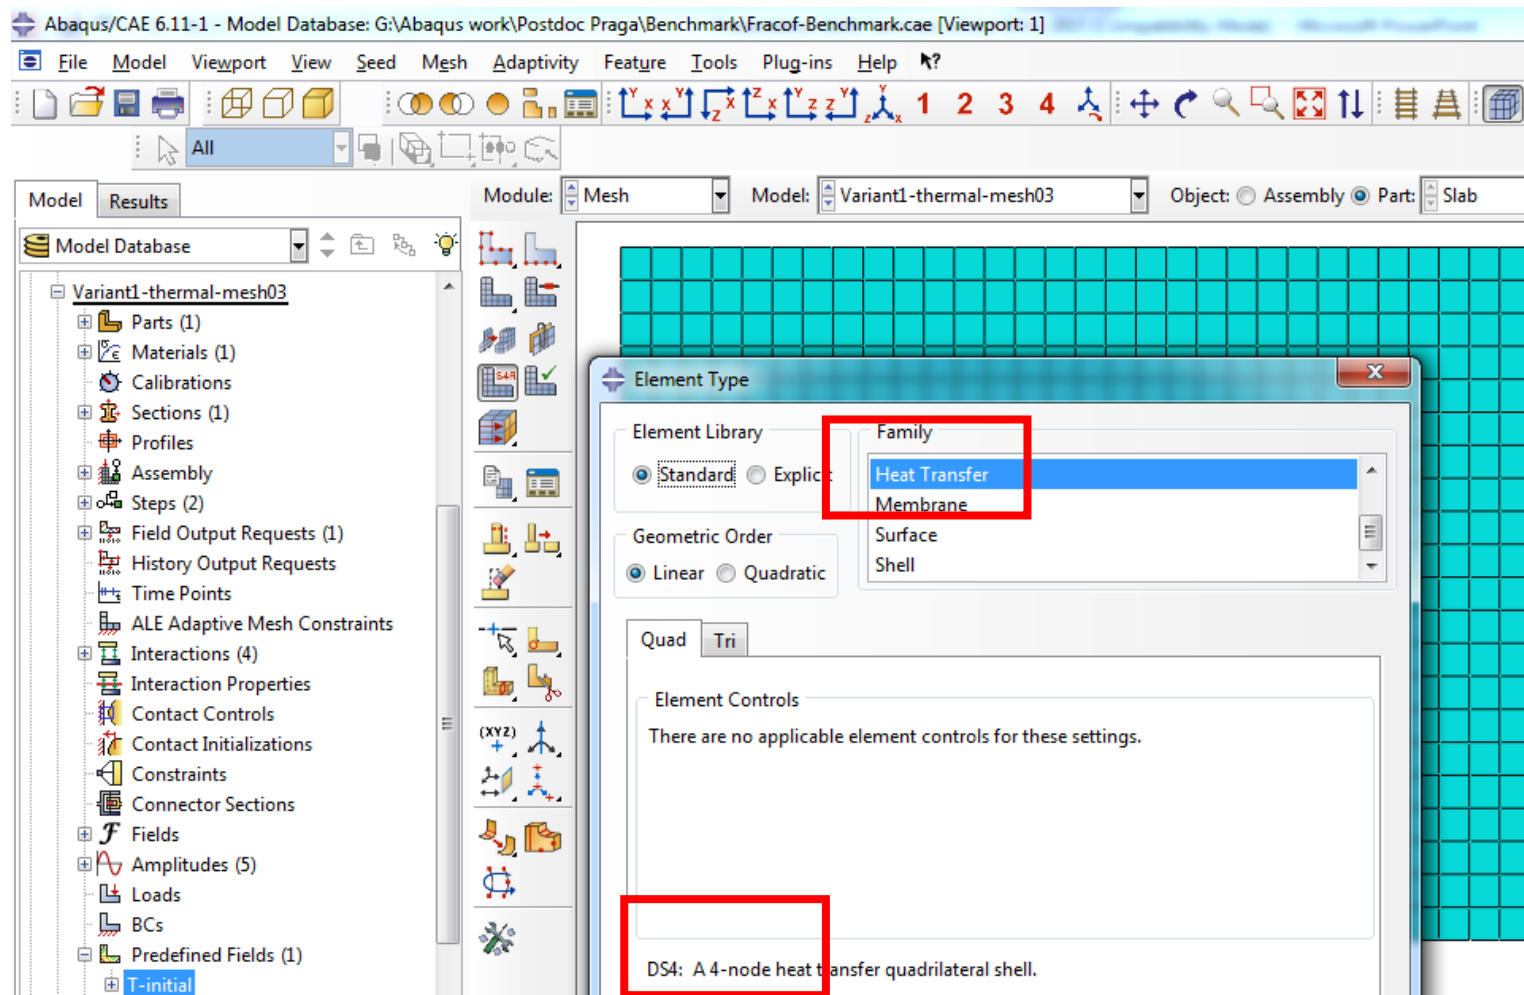 Abaqus/CAE 6.11-1 - Model Database: G:\Abaqus work\Postdoc Praga\Benchmark\Fracof-Benchmark.cae [Viewport: 1]
File Model Viewport View Seed Mesh Adaptivity Feature Tools Plug-ins Help
1 2 3 4
All
Model Results
Module: Mesh Model: Variant1-thermal-mesh03 Object: Assembly Part: Slab
Model Database
Variant1-thermal-mesh03
Parts (1)
Materials (1)
Calibrations
Sections (1)
Profiles
Assembly
Steps (2)
Field Output Requests (1)
History Output Requests
Time Points
ALE Adaptive Mesh Constraints
Interactions (4)
Interaction Properties
Contact Controls
Contact Initializations
Constraints
Connector Sections
Fields
Amplitudes (5)
Loads
BCs
Predefined Fields (1)
T-initial
S4R
(XYZ)
Element Type
Element Library
Standard Explicit
Family
Heat Transfer
Membrane
Surface
Shell
Geometric Order
Linear Quadratic
Quad Tri
Element Controls
There are no applicable element controls for these settings.
DS4: A 4-node heat transfer quadrilateral shell.